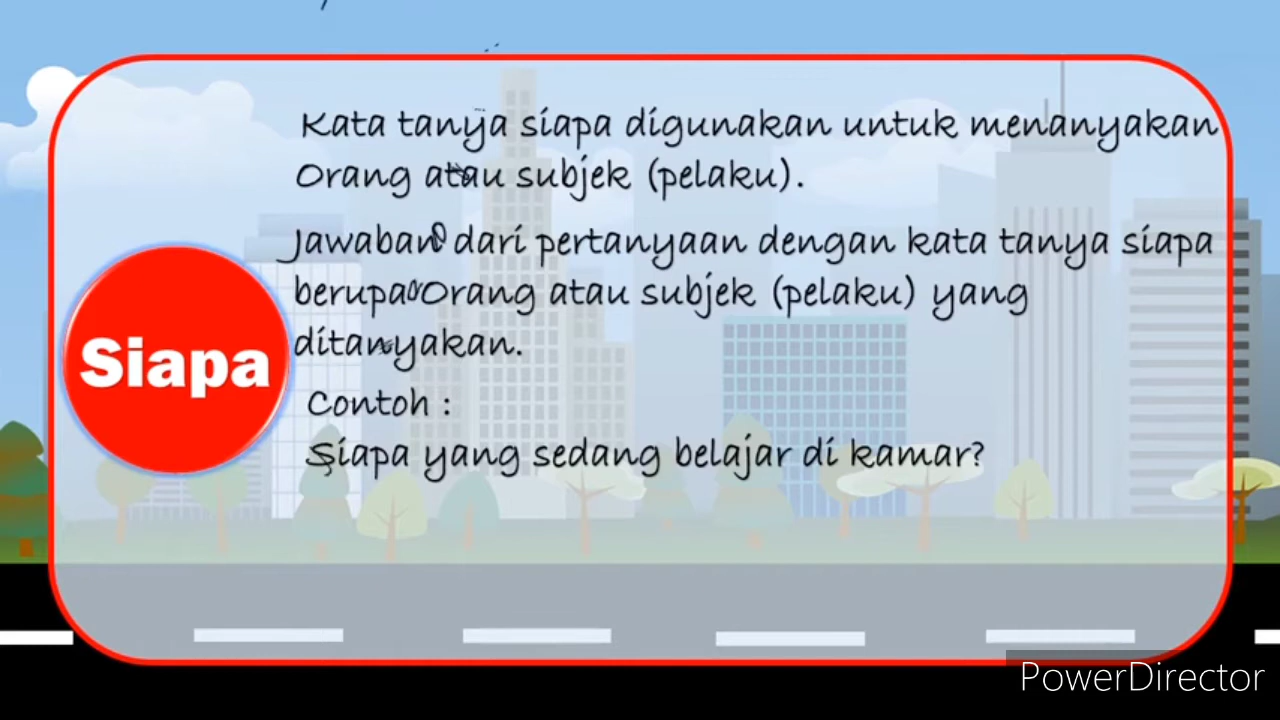 Kata tanya siapa digunakan untuk menanyakan
Orang atau subjek (pelaku).
Jawaban dari pertanyaan dengan kata tanya siapa
berupa Orang atau subjek (pelaku) yang
ditanyakan.
Siapa
Contoh :
Siapa yang sedang belajar di kamar?
PowerDirector